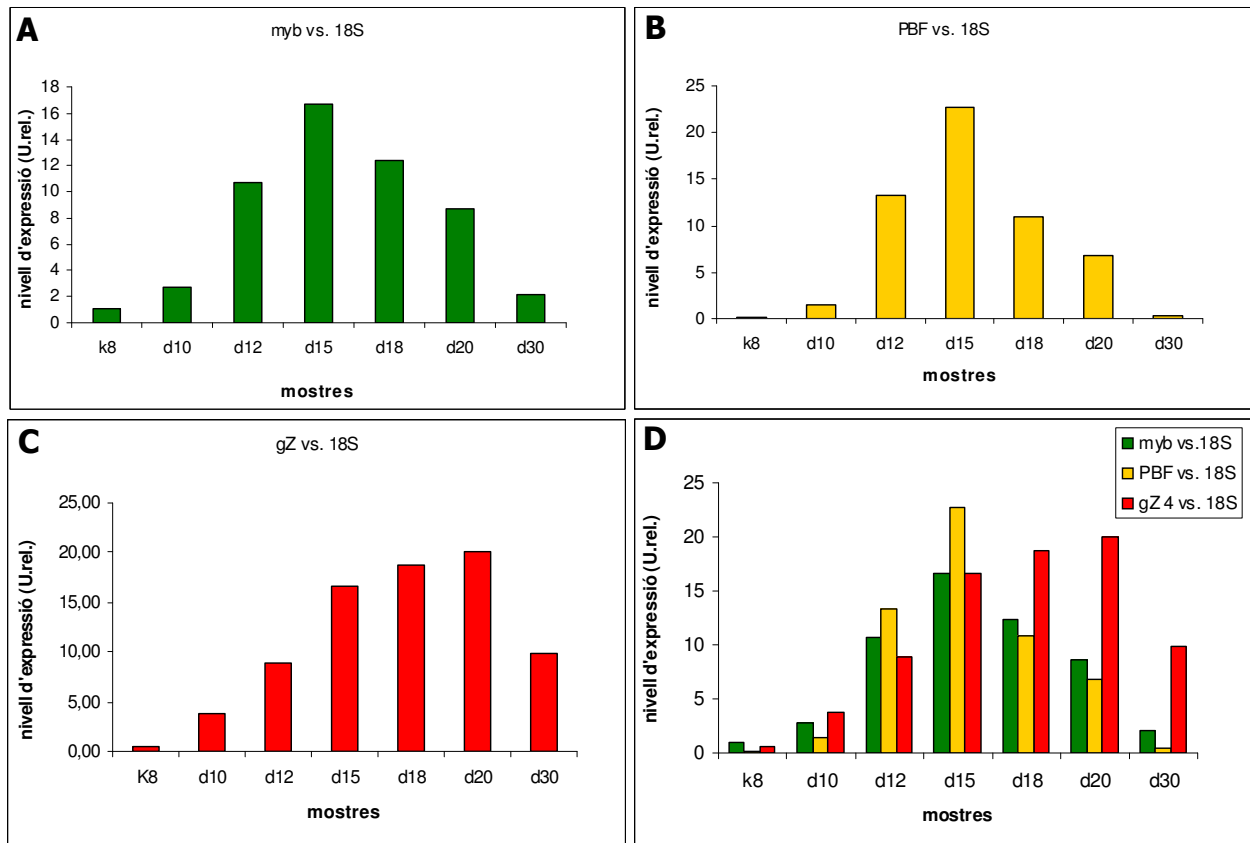 A
myb vs. 18S
nivell d'expressió (U.rel.)
18
16
14
12
10
8
6
4
2
0
k8 d10 d12 d15 d18 d20 d30
mostres
B
PBF vs. 18S
nivell d'expressió (U.rel.)
25
20
15
10
5
0
k8 d10 d12 d15 d18 d20 d30
mostres
C
gZ vs. 18S
nivell d'expressió (U.rel.)
25,00
20,00
15,00
10,00
5,00
0,00
K8 d10 d12 d15 d18 d20 d30
mostres
D
myb vs.18S
PBF vs. 18S
gZ 4 vs. 18S
nivell d'expressió (U.rel.)
25
20
15
10
5
0
k8 d10 d12 d15 d18 d20 d30
mostres